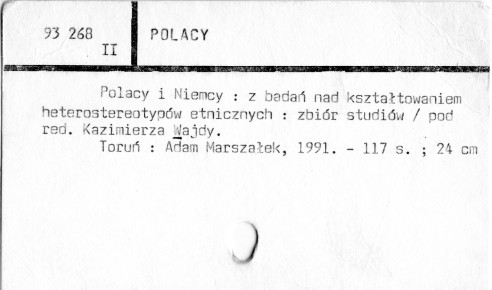 93 268
II
POLACY
Polacy i Niemcy : z badań nad kształtowaniem
heterostereotypów etnicznych : zbiór studiów / pod
red. Kazimierza Wajdy.
Toruń : Adam Marszałek, 1991. - 117 s. ; 24 cm